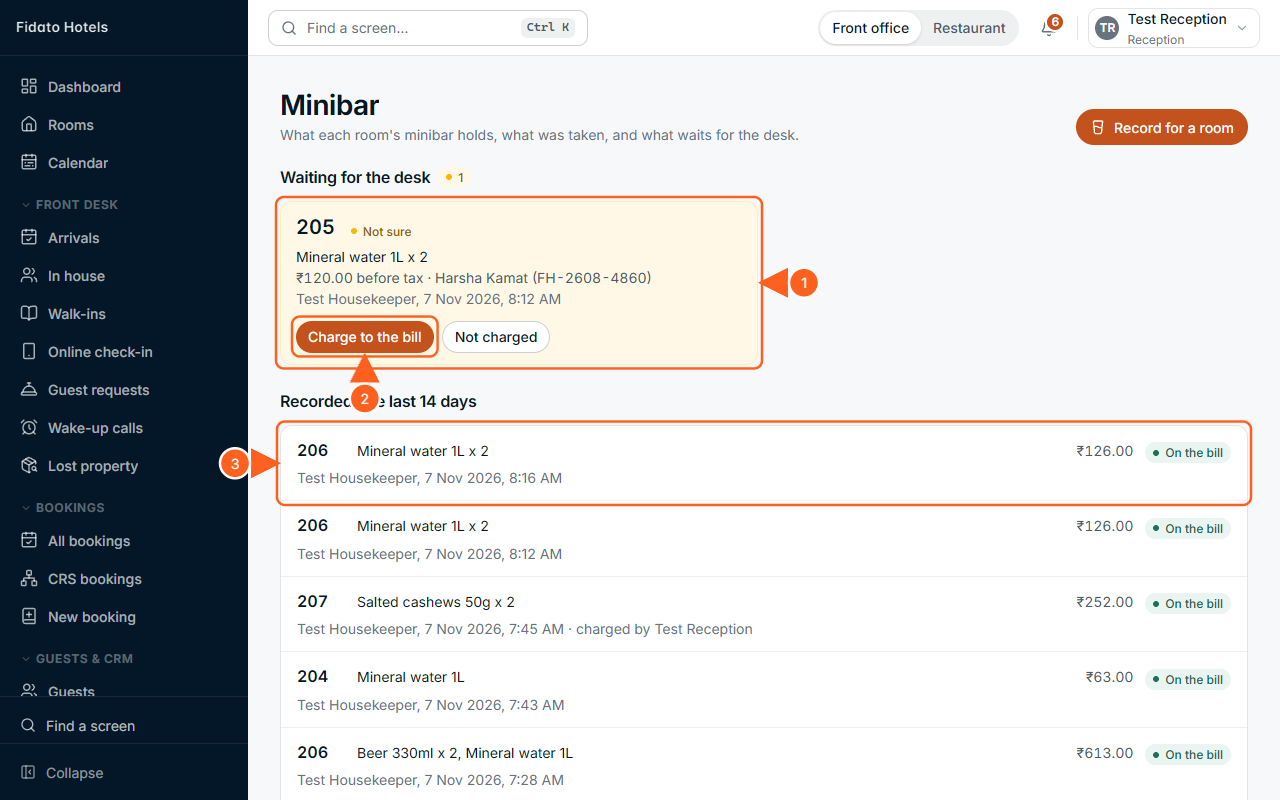 Fidato Hotels
Find a screen...
Ctrl K
Front office
Restaurant
6
TR
Test Reception
Reception
Dashboard
Rooms
Calendar
FRONT DESK
Arrivals
In house
Walk-ins
Online check-in
Guest requests
Wake-up calls
Lost property
BOOKINGS
All bookings
CRS bookings
New booking
GUESTS & CRM
Guests
Find a screen
Collapse
Minibar
What each room's minibar holds, what was taken, and what waits for the desk.
Record for a room
Waiting for the desk
1
205
Not sure
Mineral water 1L x 2
₹120.00 before tax · Harsha Kamat (FH-2608-4860)
Test Housekeeper, 7 Nov 2026, 8:12 AM
Charge to the bill
Not charged
1
2
Recorded last 14 days
3
206 Mineral water 1L x 2 ₹126.00 On the bill
Test Housekeeper, 7 Nov 2026, 8:16 AM
206 Mineral water 1L x 2 ₹126.00 On the bill
Test Housekeeper, 7 Nov 2026, 8:12 AM
207 Salted cashews 50g x 2 ₹252.00 On the bill
Test Housekeeper, 7 Nov 2026, 7:45 AM · charged by Test Reception
204 Mineral water 1L ₹63.00 On the bill
Test Housekeeper, 7 Nov 2026, 7:43 AM
206 Beer 330ml x 2, Mineral water 1L ₹613.00 On the bill
Test Housekeeper, 7 Nov 2026, 7:28 AM